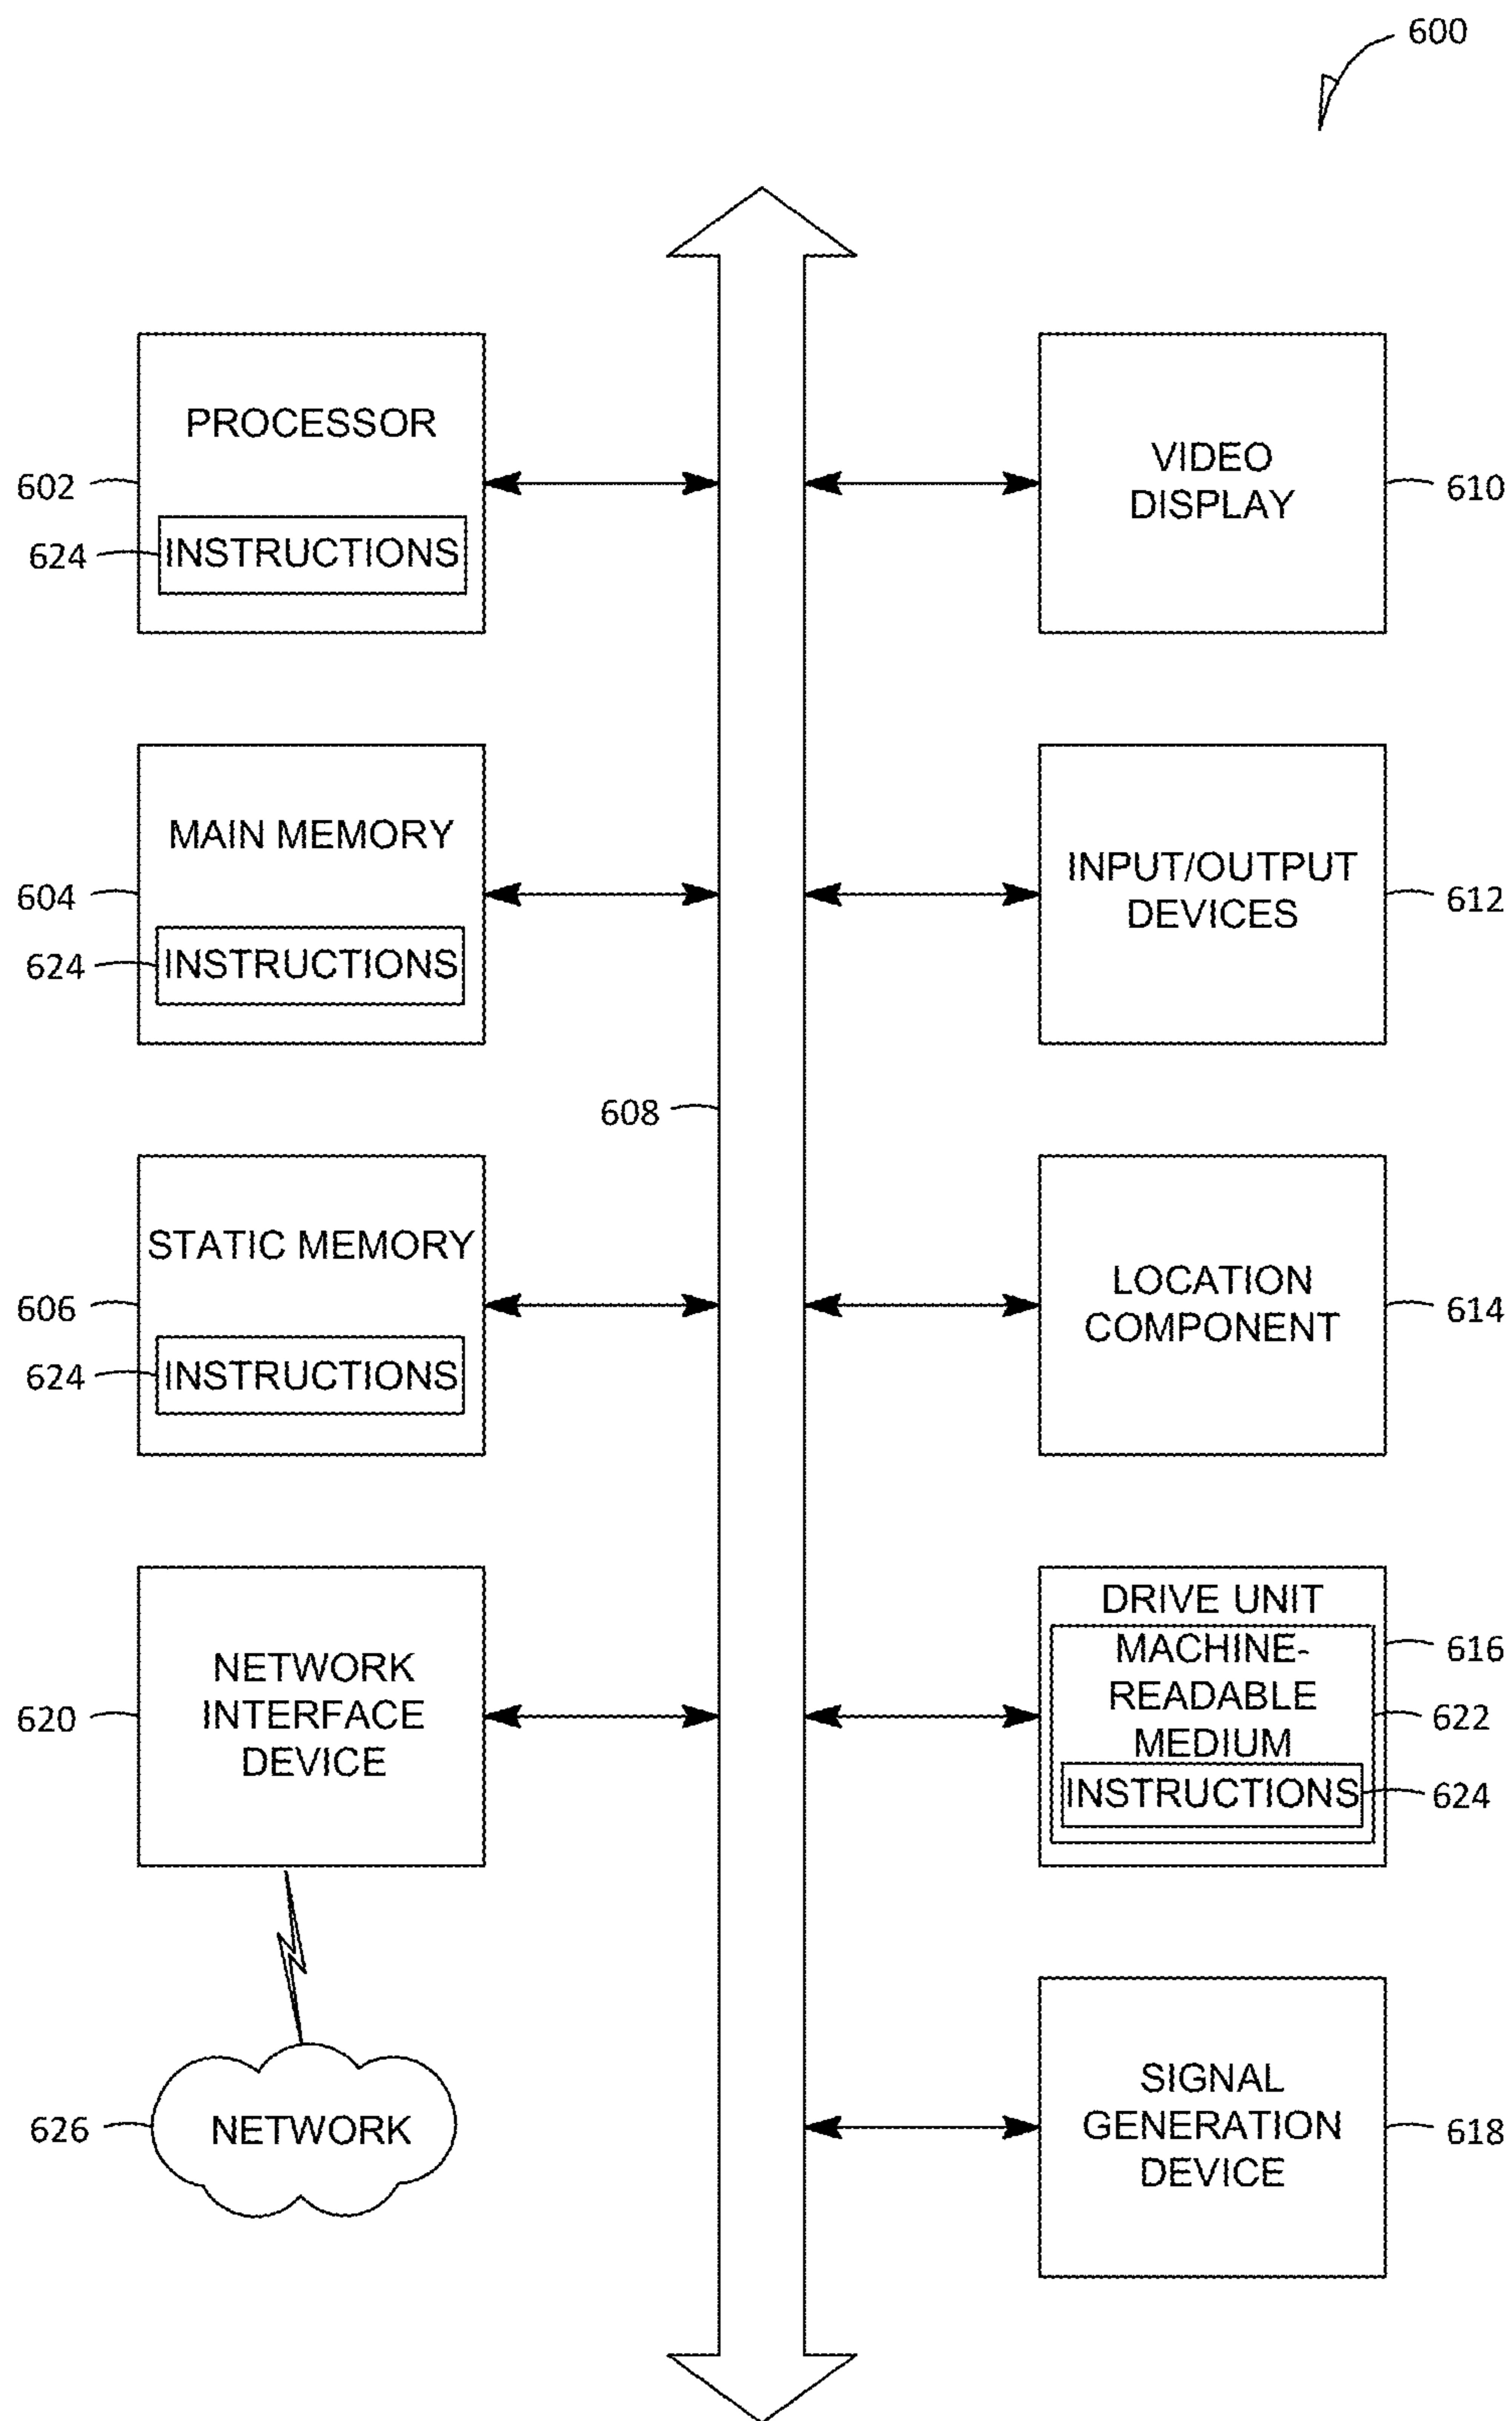 600
PROCESSOR
602
624
INSTRUCTIONS
MAIN MEMORY
604
624
INSTRUCTIONS
608
STATIC MEMORY
606
624
INSTRUCTIONS
NETWORK
INTERFACE
DEVICE
620
626
NETWORK
VIDEO
DISPLAY
610
INPUT/OUTPUT
DEVICES
612
LOCATION
COMPONENT
614
DRIVE UNIT
616
MACHINE-
READABLE
MEDIUM
622
INSTRUCTIONS
624
SIGNAL
GENERATION
DEVICE
618